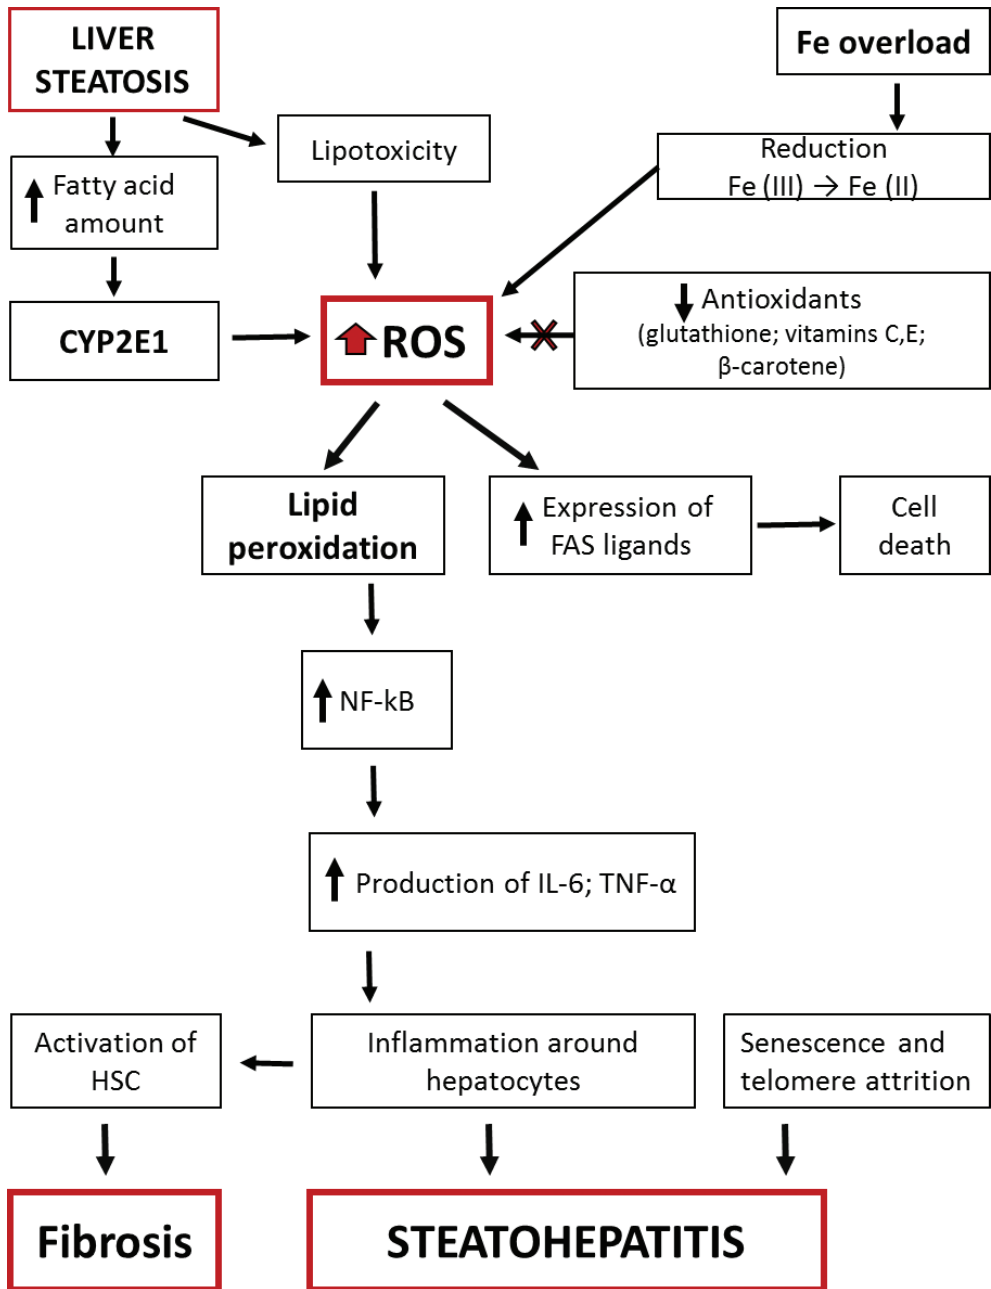 LIVER
STEATOSIS
Fe overload
Lipotoxicity
Reduction
Fe (III) → Fe (II)
Fatty acid
amount
CYP2E1
ROS
Antioxidants
(glutathione; vitamins C,E;
β-carotene)
Lipid
peroxidation
Expression of
FAS ligands
Cell
death
NF-kB
Production of IL-6; TNF-α
Activation of
HSC
Inflammation around
hepatocytes
Senescence and
telomere attrition
Fibrosis
STEATOHEPATITIS